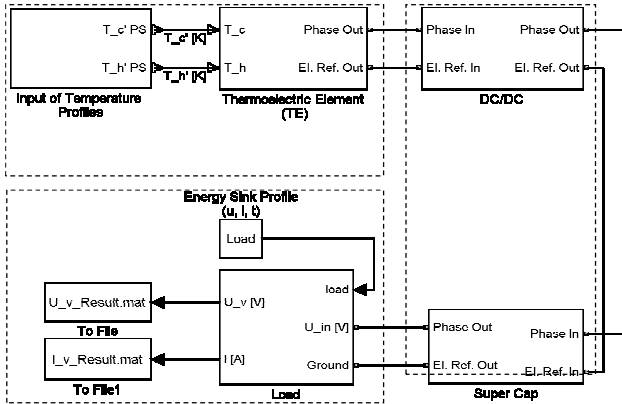 T_c' PS
T_c' [K]
T_c
Phase Out
Phase In
Phase Out
T_h' PS
T_h' [K]
T_h
El. Ref. Out
El. Ref. In
El. Ref. Out
Input of Temperature
Profiles
Thermoelectric Element
(TE)
DC/DC
Energy Sink Profile
(u, i, t)
Load
load
U_v_Result.mat
U_v [V]
To File
U_in [V]
Phase Out
Phase In
I_v_Result.mat
I [A]
Ground
El. Ref. Out
El. Ref. In
To File1
Load
Super Cap